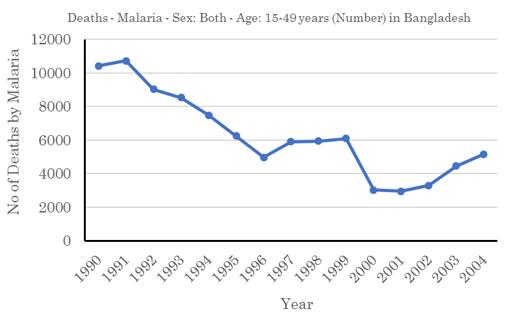 Deaths - Malaria - Sex: Both - Age: 15-49 years (Number) in Bangladesh
No of Deaths by Malaria
12000
10000
8000
6000
4000
2000
0
1990 1991 1992 1993 1994 1995 1996 1997 1998 1999 2000 2001 2002 2003 2004
Year